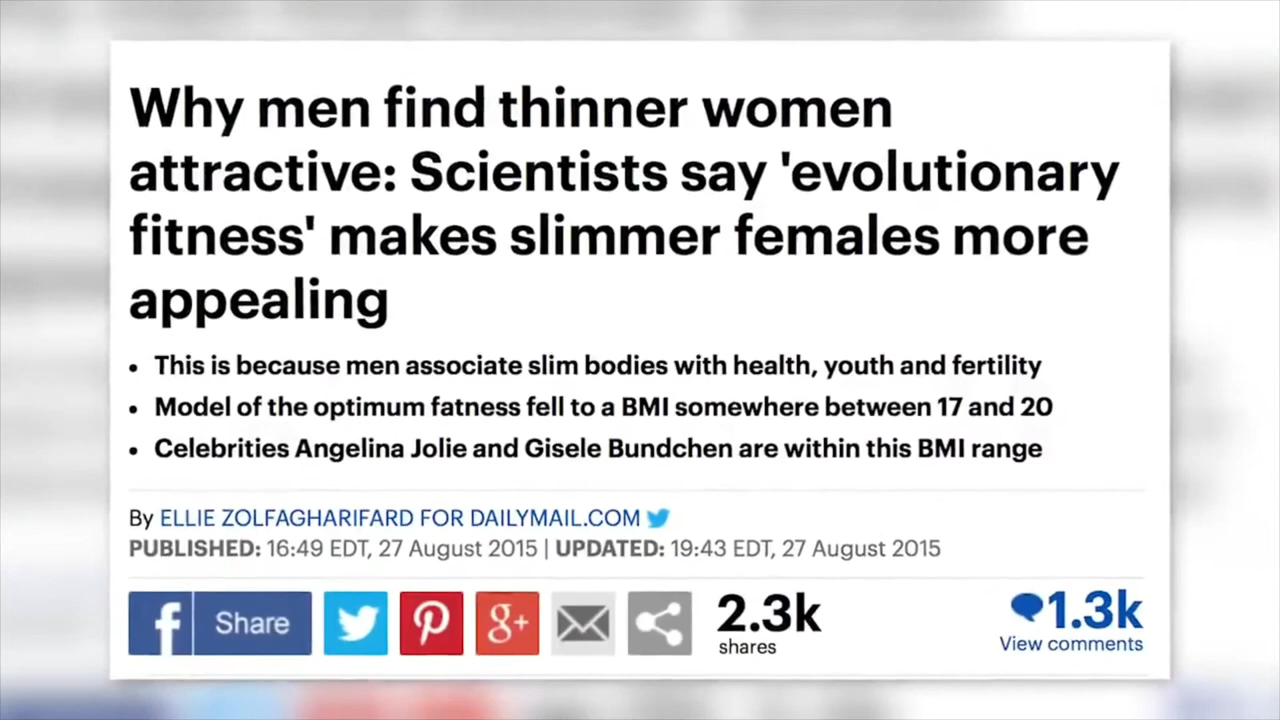 Why men find thinner women
attractive: Scientists say 'evolutionary
fitness' makes slimmer females more
appealing
• This is because men associate slim bodies with health, youth and fertility
• Model of the optimum fatness fell to a BMI somewhere between 17 and 20
• Celebrities Angelina Jolie and Gisele Bundchen are within this BMI range
By ELLIE ZOLFAGHARIFARD FOR DAILYMAIL.COM
PUBLISHED: 16:49 EDT, 27 August 2015 | UPDATED: 19:43 EDT, 27 August 2015
f Share g+ 2.3k 1.3k
shares View comments